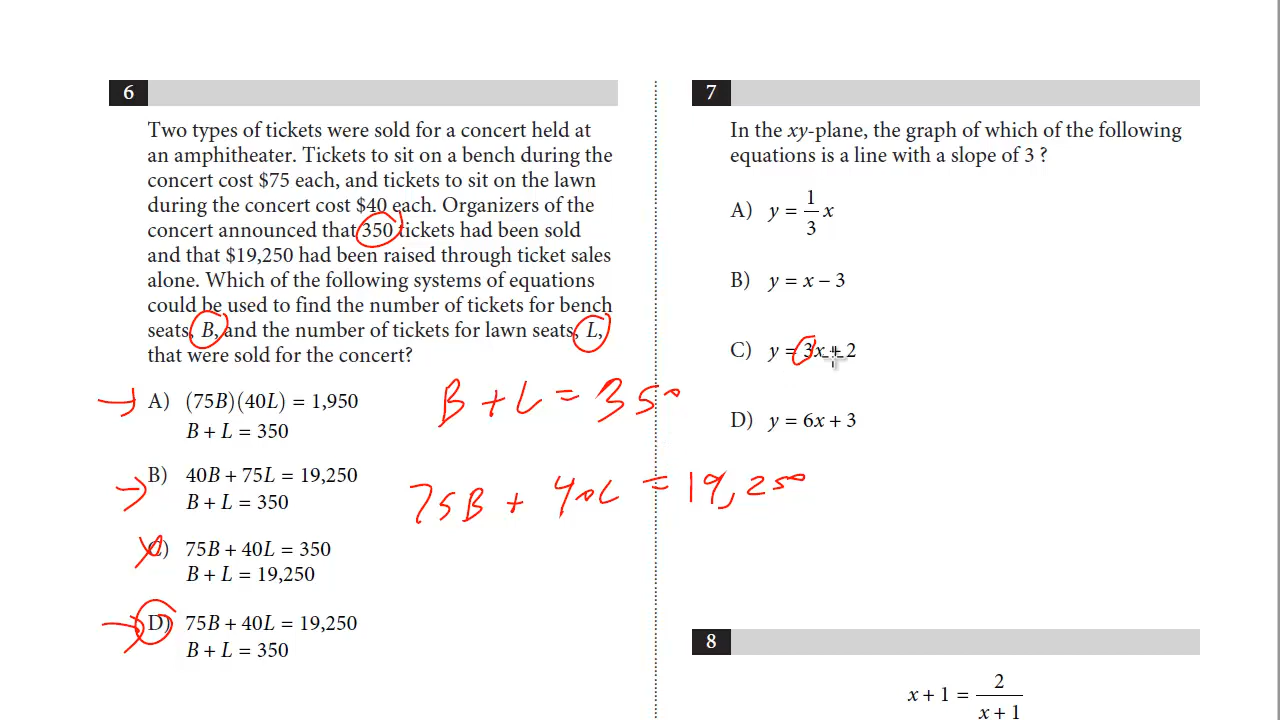 6
Two types of tickets were sold for a concert held at
an amphitheater. Tickets to sit on a bench during the
concert cost $75 each, and tickets to sit on the lawn
during the concert cost $40 each. Organizers of the
concert announced that 350 tickets had been sold
and that $19,250 had been raised through ticket sales
alone. Which of the following systems of equations
could be used to find the number of tickets for bench
seats, B, and the number of tickets for lawn seats, L,
that were sold for the concert?
A) (75B)(40L) = 1,950
B + L = 350
B) 40B + 75L = 19,250
B + L = 350
C) 75B + 40L = 350
B + L = 19,250
D) 75B + 40L = 19,250
B + L = 350
B + L = 350
75B + 40L = 19,250
7
In the xy-plane, the graph of which of the following
equations is a line with a slope of 3 ?
A) y = 1/3 x
B) y = x − 3
C) y = 3x + 2
D) y = 6x + 3
8
x + 1 = 2/(x + 1)